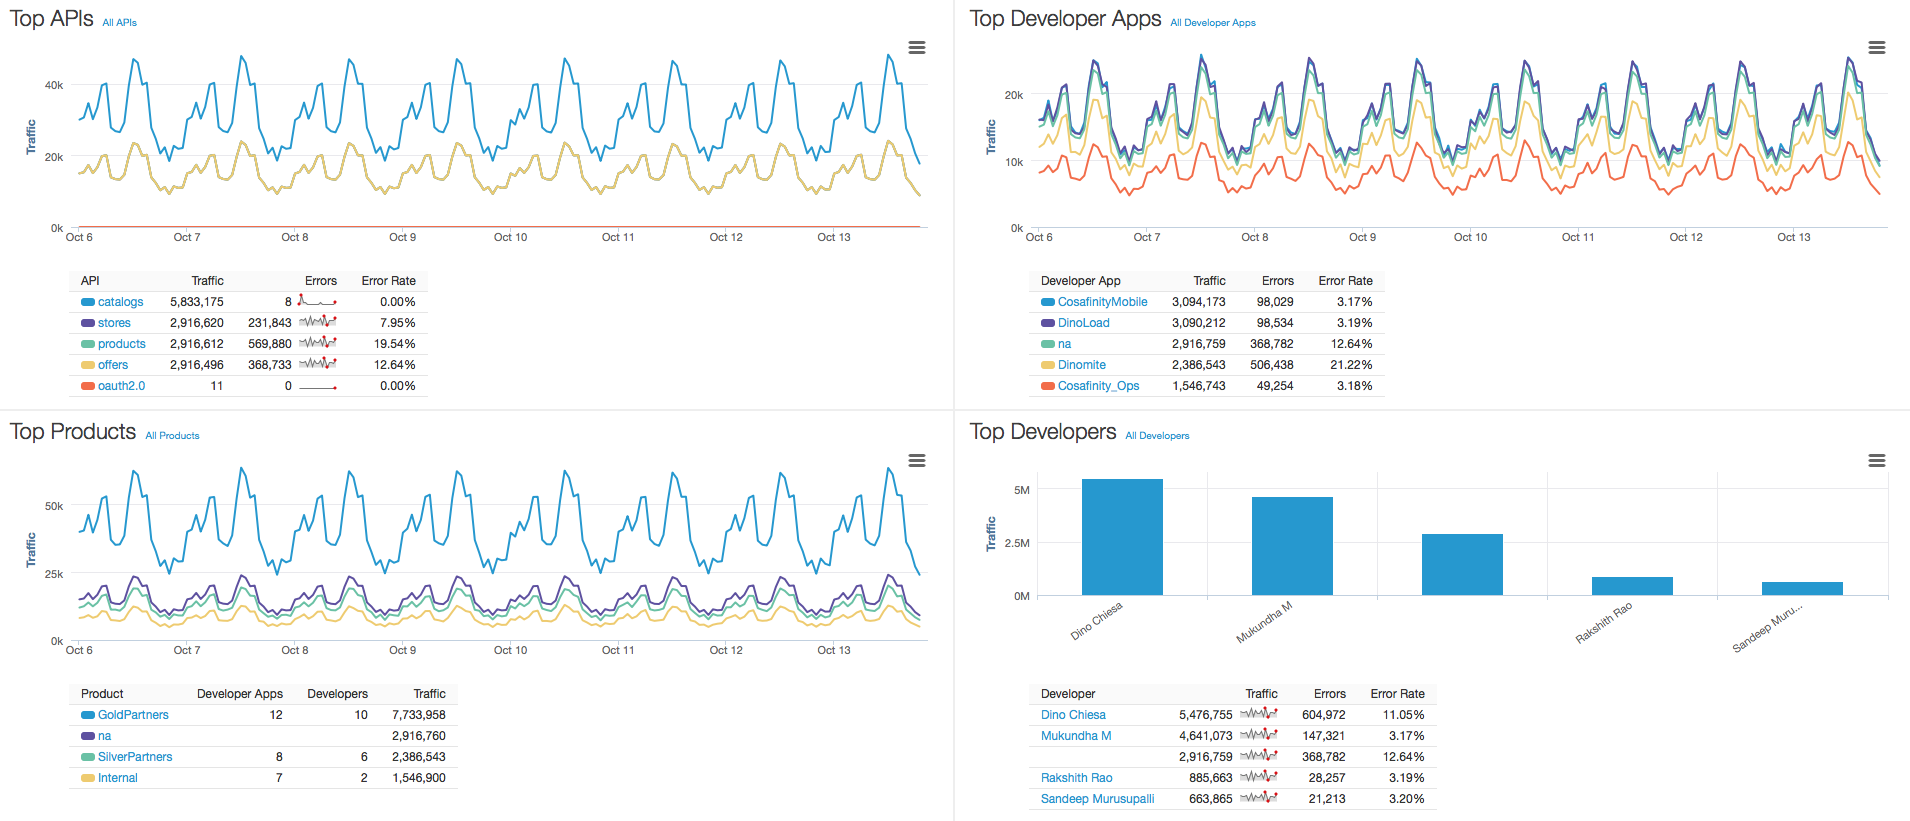 Top APIs All APIs
40k
20k
0k
Traffic
Oct 6 Oct 7 Oct 8 Oct 9 Oct 10 Oct 11 Oct 12 Oct 13
API Traffic Errors Error Rate
catalogs 5,833,175 8 0.00%
stores 2,916,620 231,843 7.95%
products 2,916,612 569,880 19.54%
offers 2,916,496 368,733 12.64%
oauth2.0 11 0 0.00%
Top Developer Apps All Developer Apps
20k
10k
0k
Traffic
Oct 6 Oct 7 Oct 8 Oct 9 Oct 10 Oct 11 Oct 12 Oct 13
Developer App Traffic Errors Error Rate
CosafinityMobile 3,094,173 98,029 3.17%
DinoLoad 3,090,212 98,534 3.19%
na 2,916,759 368,782 12.64%
Dinomite 2,386,543 506,438 21.22%
Cosafinity_Ops 1,546,743 49,254 3.18%
Top Products All Products
50k
25k
0k
Traffic
Oct 6 Oct 7 Oct 8 Oct 9 Oct 10 Oct 11 Oct 12 Oct 13
Product Developer Apps Developers Traffic
GoldPartners 12 10 7,733,958
na 2,916,760
SilverPartners 8 6 2,386,543
Internal 7 2 1,546,900
Top Developers All Developers
5M
2.5M
0M
Traffic
Dino Chiesa Mukundha M Rakshith Rao Sandeep Muru...
Developer Traffic Errors Error Rate
Dino Chiesa 5,476,755 604,972 11.05%
Mukundha M 4,641,073 147,321 3.17%
2,916,759 368,782 12.64%
Rakshith Rao 885,663 28,257 3.19%
Sandeep Murusupalli 663,865 21,213 3.20%